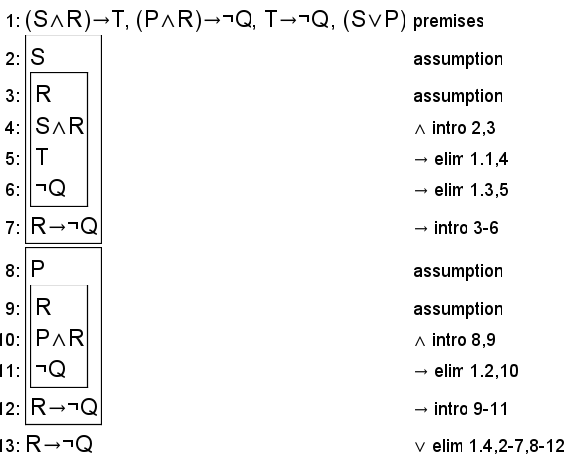 1: (S∧R)→T, (P∧R)→¬Q, T→¬Q, (S∨P) premises
2: S assumption
3: R assumption
4: S∧R ∧ intro 2,3
5: T → elim 1.1,4
6: ¬Q → elim 1.3,5
7: R→¬Q → intro 3-6
8: P assumption
9: R assumption
10: P∧R ∧ intro 8,9
11: ¬Q → elim 1.2,10
12: R→¬Q → intro 9-11
13: R→¬Q ∨ elim 1.4,2-7,8-12